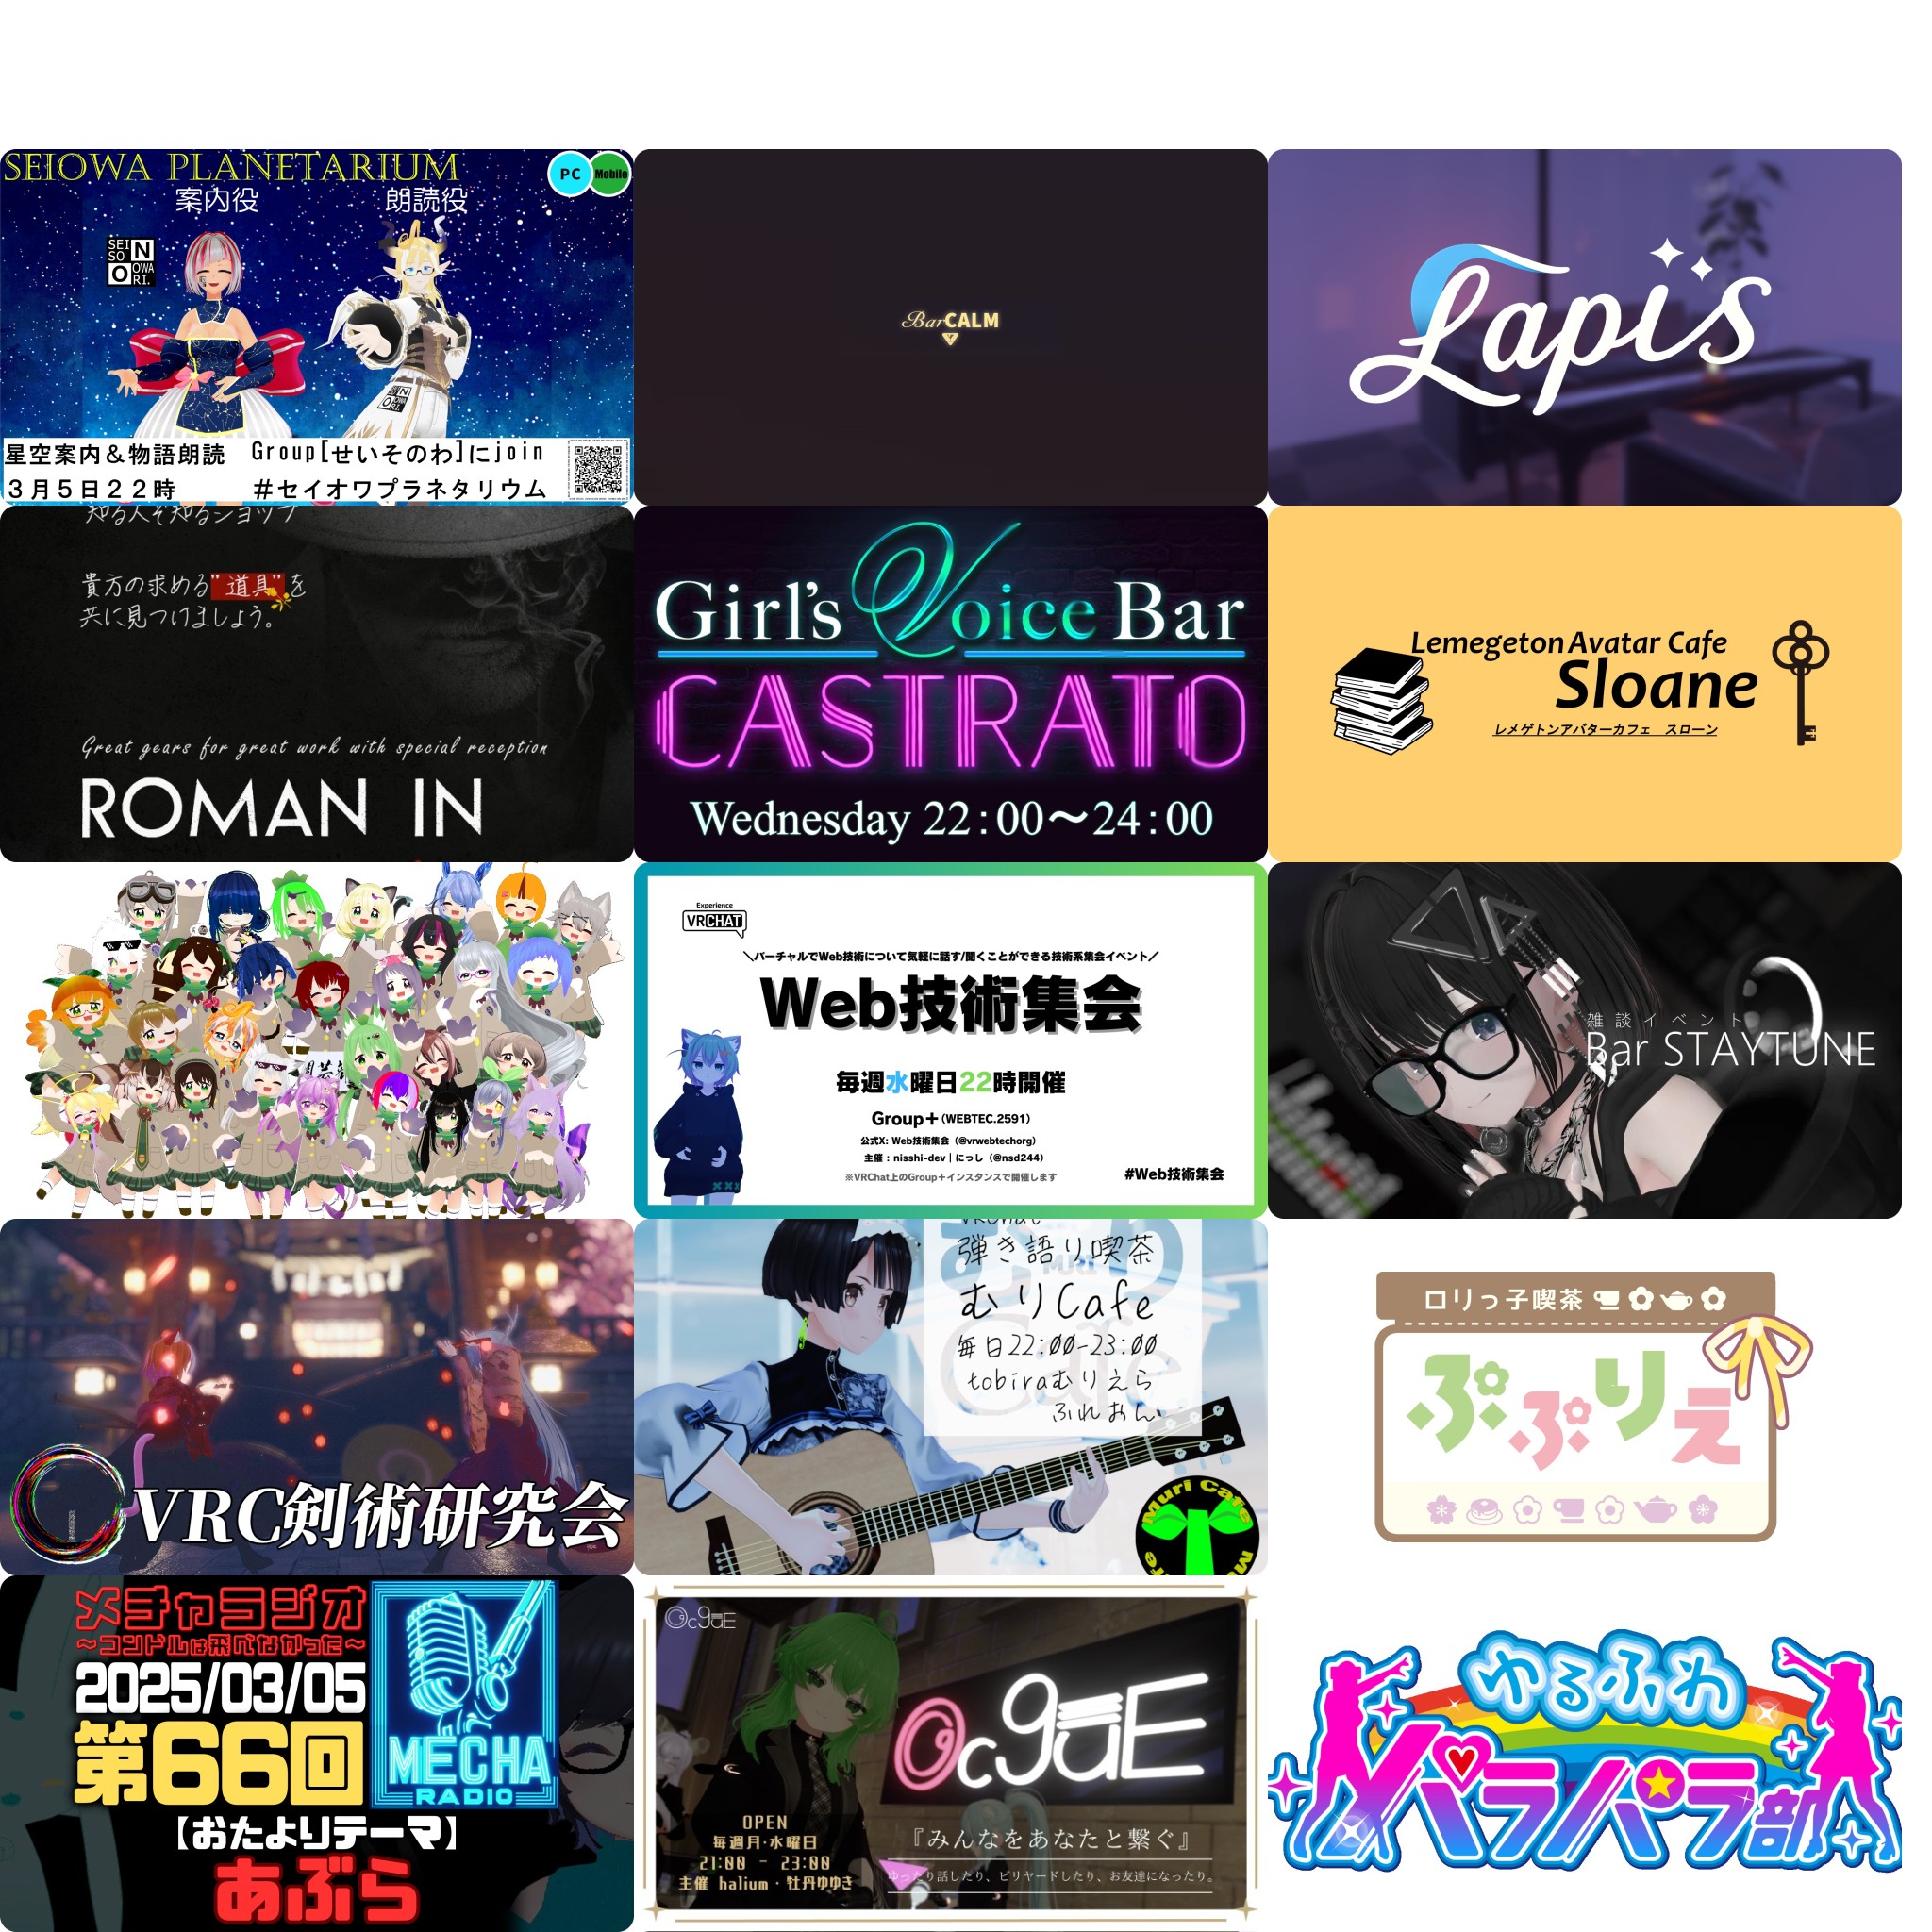 SEIOWA PLANETARIUM
PC
Mobile
案内役
朗読役
SEI
SO
N
O
OWA
RI.
星空案内＆物語朗読
Group[せいそのわ]にjoin
３月５日２２時
＃セイオワプラネタリウム
BarCALM
Lapis
知る人ぞ知るショップ
貴方の求める"道具"を
共に見つけましょう。
Great gears for great work with special reception
ROMAN IN
Girl's Voice Bar
CASTRATO
Wednesday 22:00〜24:00
Lemegeton Avatar Cafe
Sloane
レメゲトンアバターカフェ　スローン
Experience
VRCHAT
＼バーチャルでWeb技術について気軽に話す/聞くことができる技術系集会イベント／
Web技術集会
毎週水曜日22時開催
Group＋(WEBTEC.2591)
公式X: Web技術集会（@vrwebtechorg）
主催：nisshi-dev｜にっし（@nsd244）
※VRChat上のGroup＋インスタンスで開催します
#Web技術集会
雑談イベント
Bar STAYTUNE
VRC剣術研究会
VRChat
弾き語り喫茶
むりCafe
毎日22:00-23:00
tobiraむりえら
ふれおん
Muri Cafe
ロリっ子喫茶
ぷぷりえ
メチャラジオ
〜コンドルは飛べなかった〜
2025/03/05
第66回
【おたよりテーマ】
あぶら
MECHA
RADIO
OcguE
OcguE
OPEN
毎週月・水曜日
21:00 - 23:00
主催 halium・牡丹ゆゆき
『みんなをあなたと繋ぐ』
ゆったり話したり、ビリヤードしたり、お友達になったり。
ゆるふわ
パラパラ部